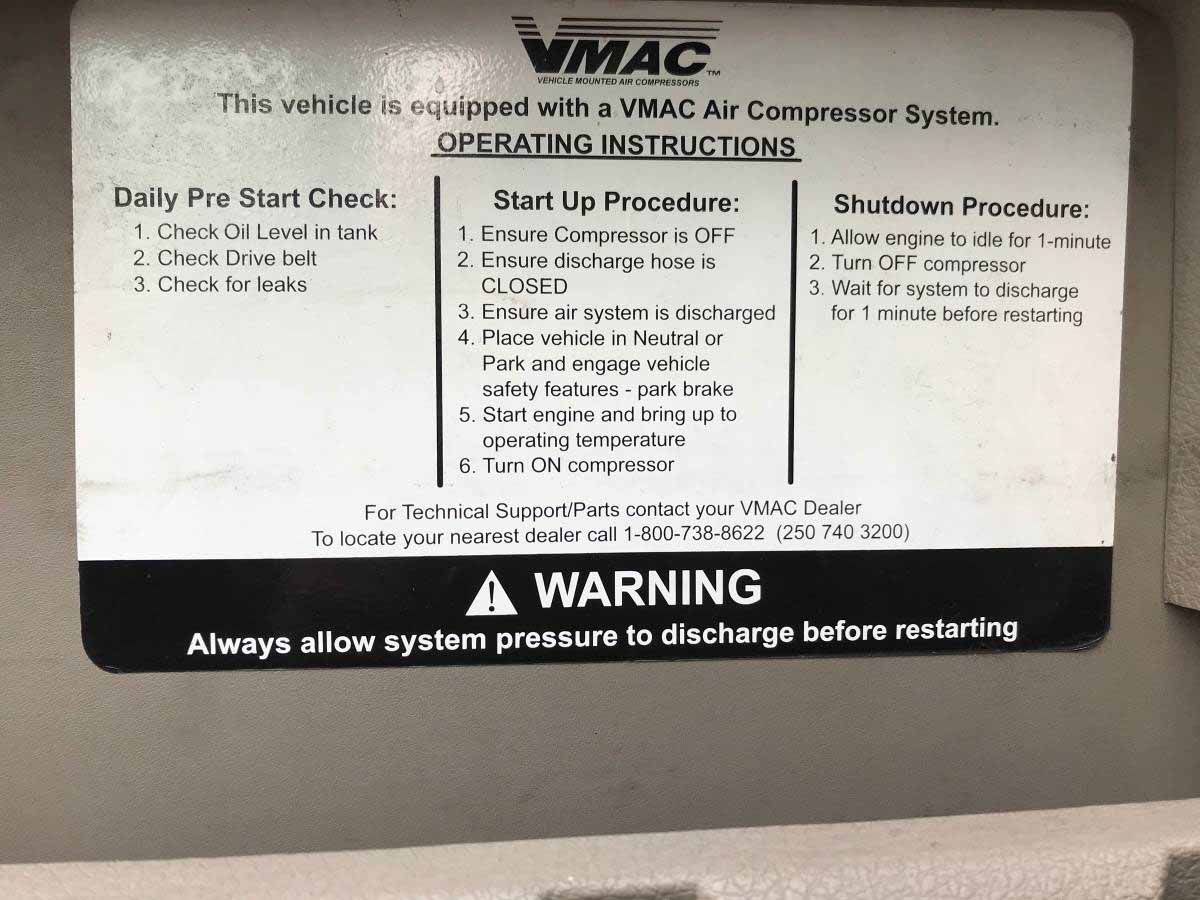 VMAC™
VEHICLE MOUNTED AIR COMPRESSORS
This vehicle is equipped with a VMAC Air Compressor System.
OPERATING INSTRUCTIONS
Daily Pre Start Check:
1. Check Oil Level in tank
2. Check Drive belt
3. Check for leaks
Start Up Procedure:
1. Ensure Compressor is OFF
2. Ensure discharge hose is
CLOSED
3. Ensure air system is discharged
4. Place vehicle in Neutral or
Park and engage vehicle
safety features - park brake
5. Start engine and bring up to
operating temperature
6. Turn ON compressor
Shutdown Procedure:
1. Allow engine to idle for 1-minute
2. Turn OFF compressor
3. Wait for system to discharge
for 1 minute before restarting
For Technical Support/Parts contact your VMAC Dealer
To locate your nearest dealer call 1-800-738-8622 (250 740 3200)
WARNING
Always allow system pressure to discharge before restarting